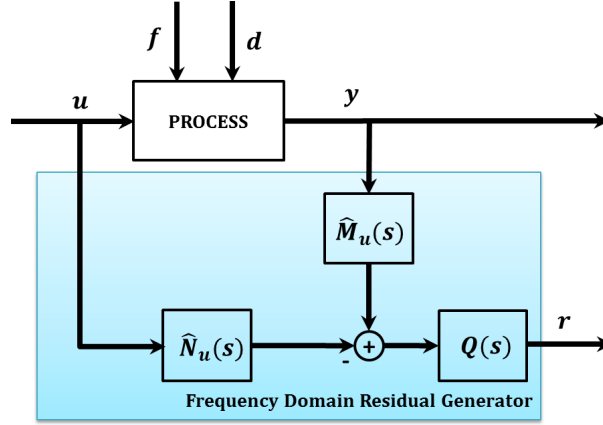 f
d
u
y
PROCESS
M̂ᵤ(s)
r
N̂ᵤ(s)
-
+
Q(s)
Frequency Domain Residual Generator